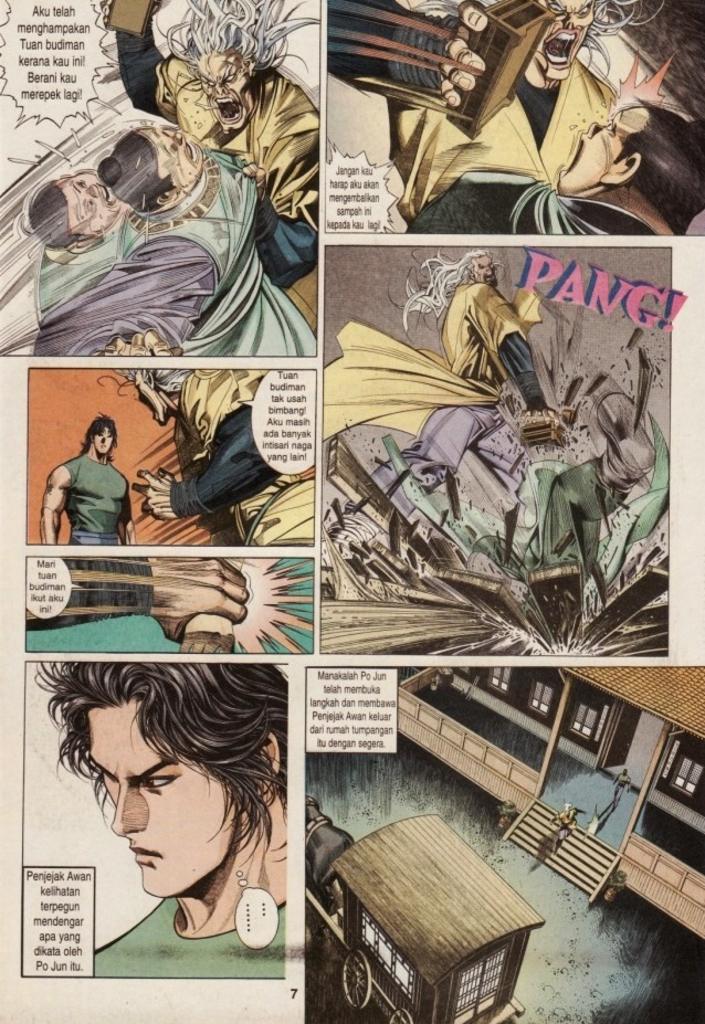 Aku telah
menghampakan
Tuan budiman
kerana kau ini!
Berani kau
merepek lagi!
Jangan kau
harap aku akan
mengembalikan
sampah ini
kepada kau lagi!
PANG!
Tuan
budiman
tak usah
bimbang!
Aku masih
ada banyak
intisari naga
yang lain!
Mari
tuan
budiman
ikut aku
ini!
Penjejak Awan
kelihatan
terpegun
mendengar
apa yang
dikata oleh
Po Jun itu.
......
Manakalah Po Jun
telah membuka
langkah dan membawa
Penjejak Awan keluar
dari rumah tumpangan
itu dengan segera.
7